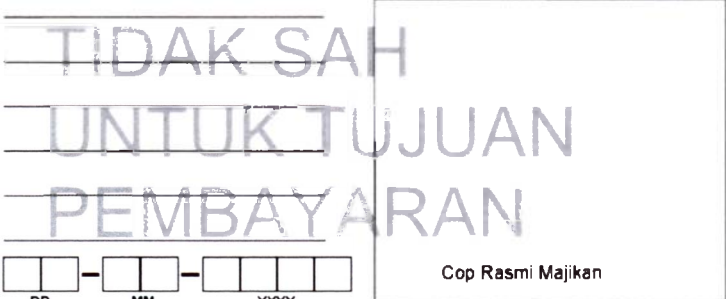 TIDAK SAH
UNTUK TUJUAN
PEMBAYARAN
Cop Rasmi Majikan
DD MM YYYY